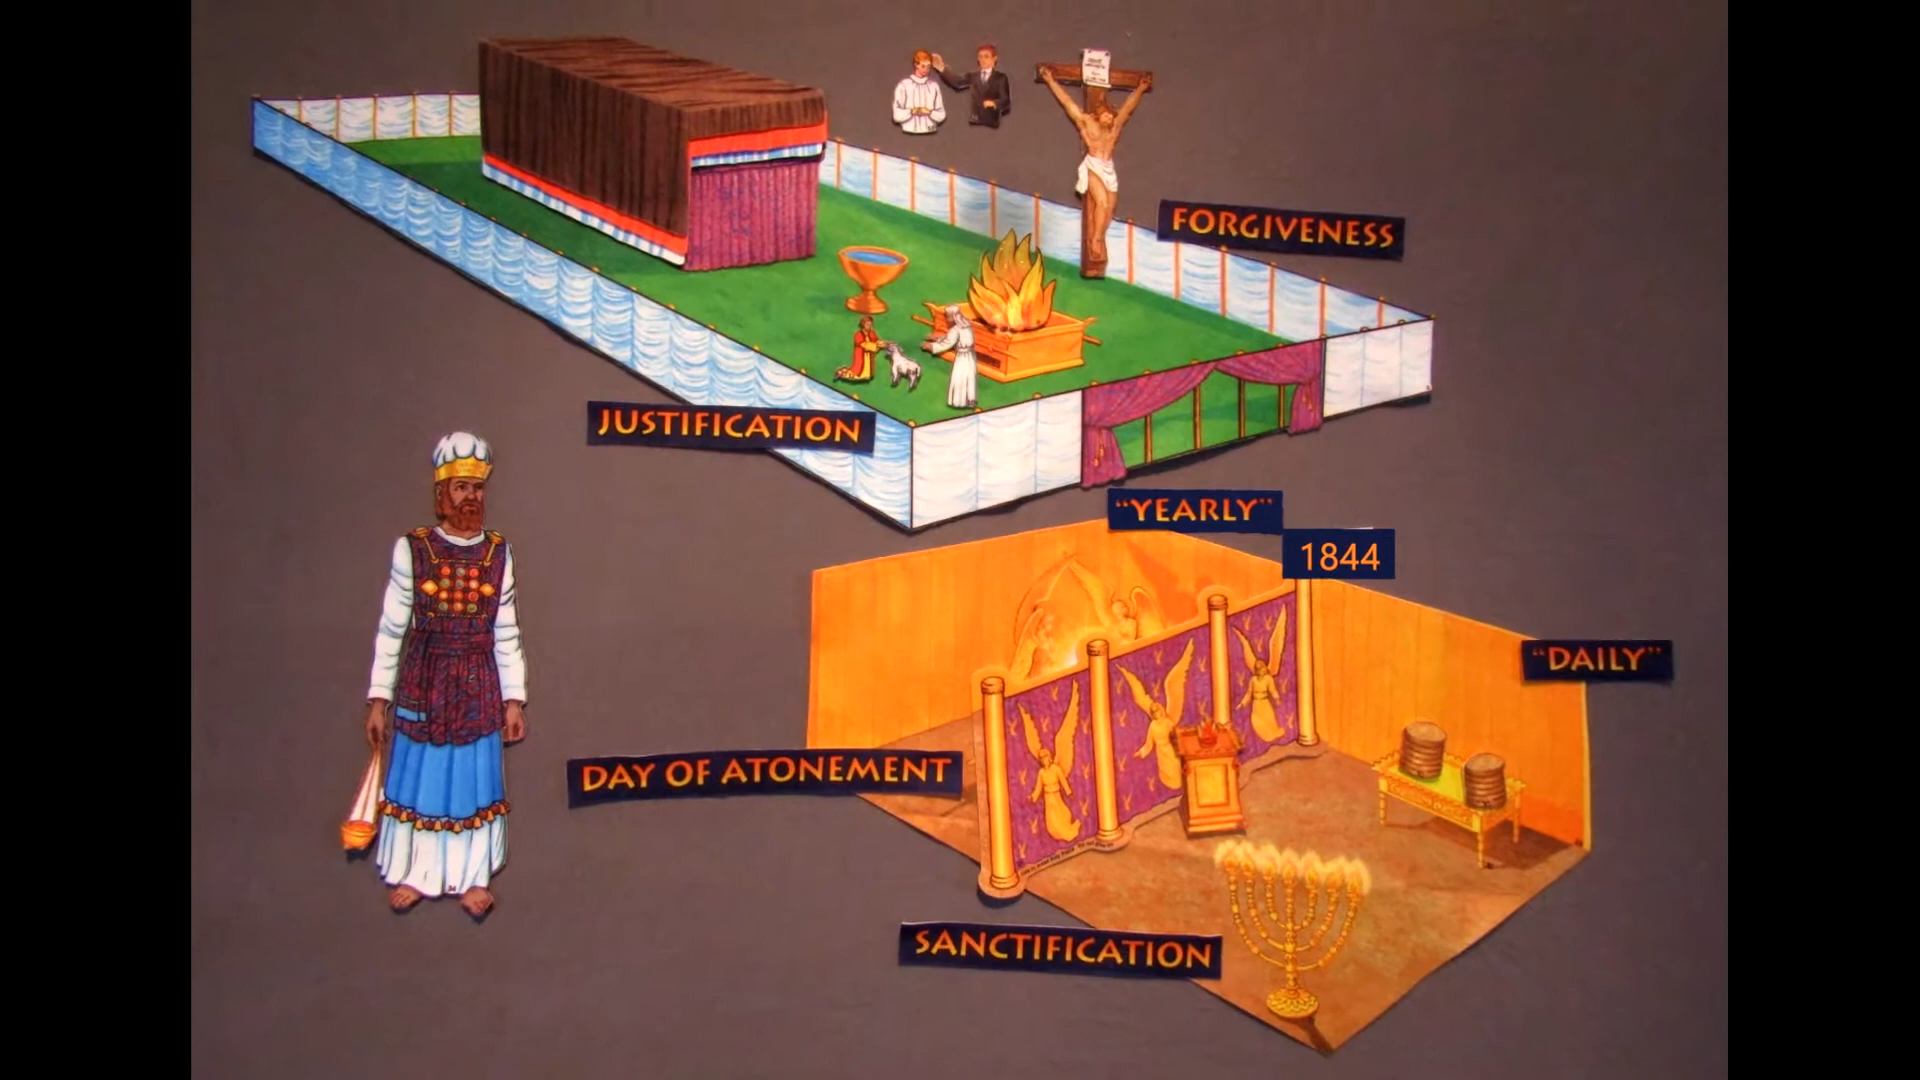 FORGIVENESS
JUSTIFICATION
"YEARLY"
1844
"DAILY"
DAY OF ATONEMENT
SANCTIFICATION